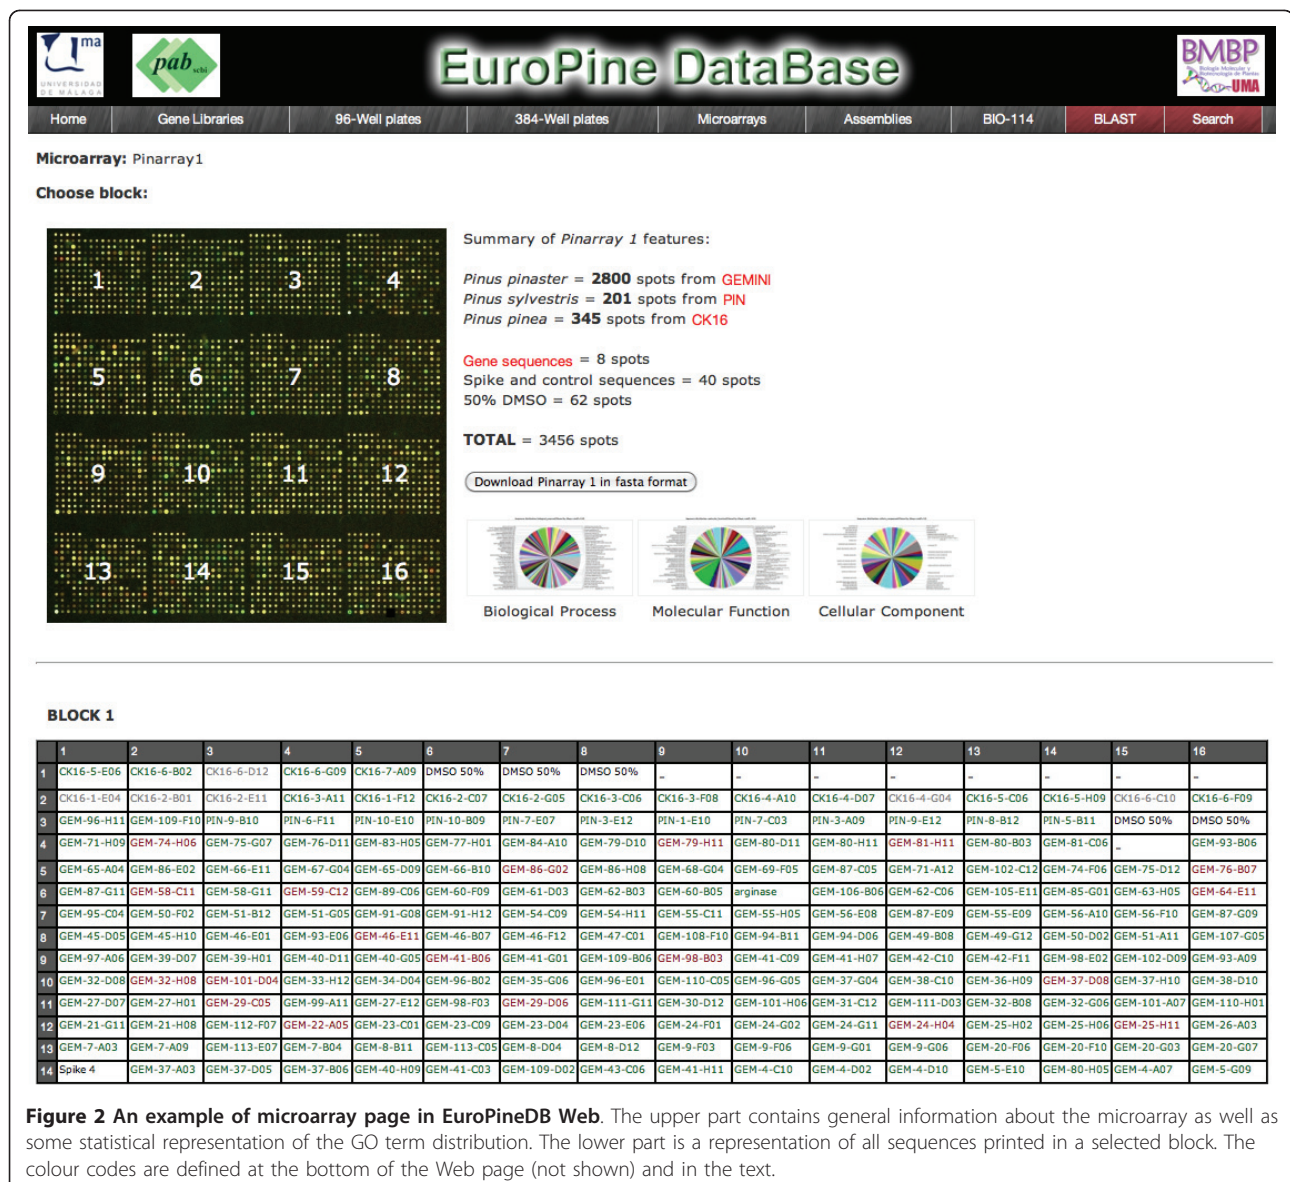 ma
UNIVERSIDAD
DE MÁLAGA
pab scbi
EuroPine DataBase
BMBP
Biología Molecular y
Biotecnología de Plantas
UMA
Home Gene Libraries 96-Well plates 384-Well plates Microarrays Assemblies BIO-114 BLAST Search
Microarray: Pinarray1
Choose block:
1 2 3 4
5 6 7 8
9 10 11 12
13 14 15 16
Summary of Pinarray 1 features:
Pinus pinaster = 2800 spots from GEMINI
Pinus sylvestris = 201 spots from PIN
Pinus pinea = 345 spots from CK16
Gene sequences = 8 spots
Spike and control sequences = 40 spots
50% DMSO = 62 spots
TOTAL = 3456 spots
Download Pinarray 1 in fasta format
Biological Process Molecular Function Cellular Component
BLOCK 1
1 2 3 4 5 6 7 8 9 10 11 12 13 14 15 16
1 CK16-5-E06 CK16-6-B02 CK16-6-D12 CK16-6-G09 CK16-7-A09 DMSO 50% DMSO 50% DMSO 50% - - - - - - - -
2 CK16-1-E04 CK16-2-B01 CK16-2-E11 CK16-3-A11 CK16-1-F12 CK16-2-C07 CK16-2-G05 CK16-3-C06 CK16-3-F08 CK16-4-A10 CK16-4-D07 CK16-4-G04 CK16-5-C06 CK16-5-H09 CK16-6-C10 CK16-6-F09
3 GEM-96-H11 GEM-109-F10 PIN-9-B10 PIN-6-F11 PIN-10-E10 PIN-10-B09 PIN-7-E07 PIN-3-E12 PIN-1-E10 PIN-7-C03 PIN-3-A09 PIN-9-E12 PIN-8-B12 PIN-5-B11 DMSO 50% DMSO 50%
4 GEM-71-H09 GEM-74-H06 GEM-75-G07 GEM-76-D11 GEM-83-H05 GEM-77-H01 GEM-84-A10 GEM-79-D10 GEM-79-H11 GEM-80-D11 GEM-80-H11 GEM-81-H11 GEM-80-B03 GEM-81-C06 - GEM-93-B06
5 GEM-65-A04 GEM-86-E02 GEM-66-E11 GEM-67-G04 GEM-65-D09 GEM-66-B10 GEM-86-G02 GEM-86-H08 GEM-68-G04 GEM-69-F05 GEM-87-C05 GEM-71-A12 GEM-102-C12 GEM-74-F06 GEM-75-D12 GEM-76-B07
6 GEM-87-G11 GEM-58-C11 GEM-58-G11 GEM-59-C12 GEM-89-C06 GEM-60-F09 GEM-61-D03 GEM-62-B03 GEM-60-B05 arginase GEM-106-B06 GEM-62-C06 GEM-105-E11 GEM-85-G01 GEM-63-H05 GEM-64-E11
7 GEM-95-C04 GEM-50-F02 GEM-51-B12 GEM-51-G05 GEM-91-G08 GEM-91-H12 GEM-54-C09 GEM-54-H11 GEM-55-C11 GEM-55-H05 GEM-56-E08 GEM-87-E09 GEM-55-E09 GEM-56-A10 GEM-56-F10 GEM-87-G09
8 GEM-45-D05 GEM-45-H10 GEM-46-E01 GEM-93-E06 GEM-46-E11 GEM-46-B07 GEM-46-F12 GEM-47-C01 GEM-108-F10 GEM-94-B11 GEM-94-D06 GEM-49-B08 GEM-49-G12 GEM-50-D02 GEM-51-A11 GEM-107-G05
9 GEM-97-A06 GEM-39-D07 GEM-39-H01 GEM-40-D11 GEM-40-G05 GEM-41-B06 GEM-41-G01 GEM-109-B06 GEM-98-B03 GEM-41-C09 GEM-41-H07 GEM-42-C10 GEM-42-F11 GEM-98-E02 GEM-102-D09 GEM-93-A09
10 GEM-32-D08 GEM-32-H08 GEM-101-D04 GEM-33-H12 GEM-34-D04 GEM-96-B02 GEM-35-G06 GEM-96-E01 GEM-110-C05 GEM-96-G05 GEM-37-G04 GEM-38-C10 GEM-36-H09 GEM-37-D08 GEM-37-H10 GEM-38-D10
11 GEM-27-D07 GEM-27-H01 GEM-29-C05 GEM-99-A11 GEM-27-E12 GEM-98-F03 GEM-29-D06 GEM-111-G11 GEM-30-D12 GEM-101-H06 GEM-31-C12 GEM-111-D03 GEM-32-B08 GEM-32-G06 GEM-101-A07 GEM-110-H01
12 GEM-21-G11 GEM-21-H08 GEM-112-F07 GEM-22-A05 GEM-23-C01 GEM-23-C09 GEM-23-D04 GEM-23-E06 GEM-24-F01 GEM-24-G02 GEM-24-G11 GEM-24-H04 GEM-25-H02 GEM-25-H06 GEM-25-H11 GEM-26-A03
13 GEM-7-A03 GEM-7-A09 GEM-113-E07 GEM-7-B04 GEM-8-B11 GEM-113-C05 GEM-8-D04 GEM-8-D12 GEM-9-F03 GEM-9-F06 GEM-9-G01 GEM-9-G06 GEM-20-F06 GEM-20-F10 GEM-20-G03 GEM-20-G07
14 Spike 4 GEM-37-A03 GEM-37-D05 GEM-37-B06 GEM-40-H09 GEM-41-C03 GEM-109-D02 GEM-43-C06 GEM-41-H11 GEM-4-C10 GEM-4-D02 GEM-4-D10 GEM-5-E10 GEM-80-H05 GEM-4-A07 GEM-5-G09
Figure 2 An example of microarray page in EuroPineDB Web. The upper part contains general information about the microarray as well as
some statistical representation of the GO term distribution. The lower part is a representation of all sequences printed in a selected block. The
colour codes are defined at the bottom of the Web page (not shown) and in the text.